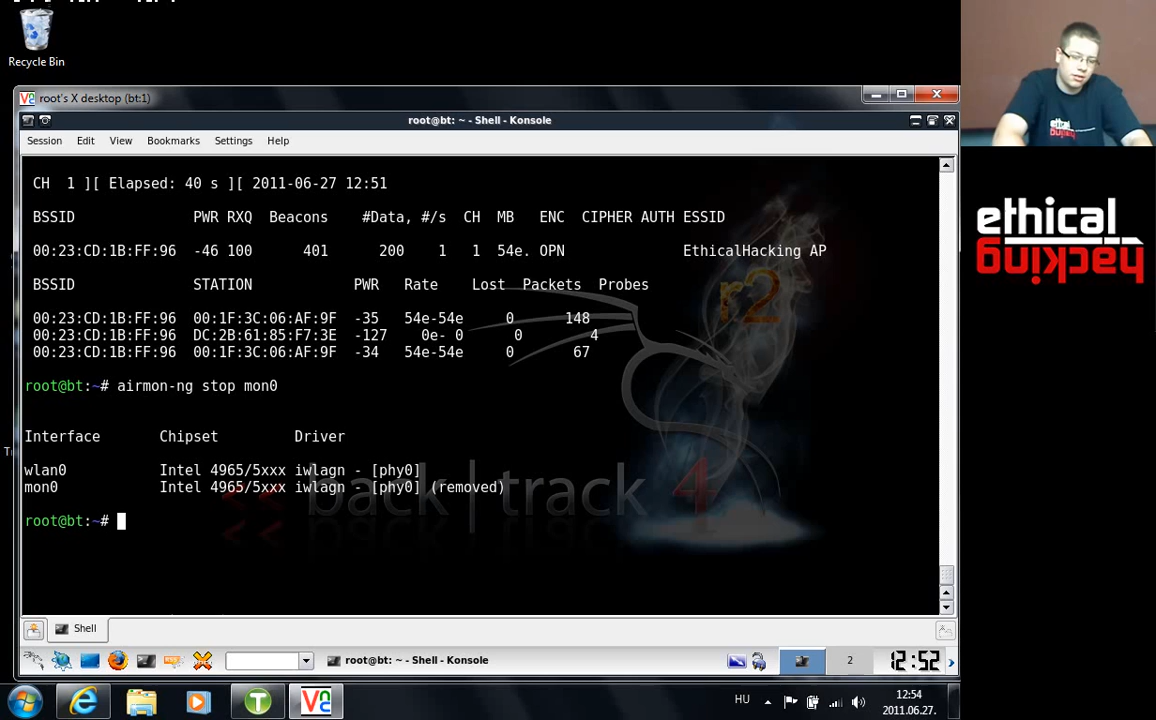 Recycle Bin
root's X desktop (bt:1)
root@bt: ~ - Shell - Konsole
Session Edit View Bookmarks Settings Help
CH 1 ][ Elapsed: 40 s ][ 2011-06-27 12:51
BSSID PWR RXQ Beacons #Data, #/s CH MB ENC CIPHER AUTH ESSID
00:23:CD:1B:FF:96 -46 100 401 200 1 1 54e. OPN EthicalHacking AP
BSSID STATION PWR Rate Lost Packets Probes
00:23:CD:1B:FF:96 00:1F:3C:06:AF:9F -35 54e-54e 0 148
00:23:CD:1B:FF:96 DC:2B:61:85:F7:3E -127 0e- 0 0 4
00:23:CD:1B:FF:96 00:1F:3C:06:AF:9F -34 54e-54e 0 67
r2
root@bt:~# airmon-ng stop mon0
Interface Chipset Driver
wlan0 Intel 4965/5xxx iwlagn - [phy0]
mon0 Intel 4965/5xxx iwlagn - [phy0] (removed)
<< back|track 4
root@bt:~#
Shell
root@bt: ~ - Shell - Konsole
2
12:52
HU
12:54
2011.06.27.
ethical
hacking
ethical